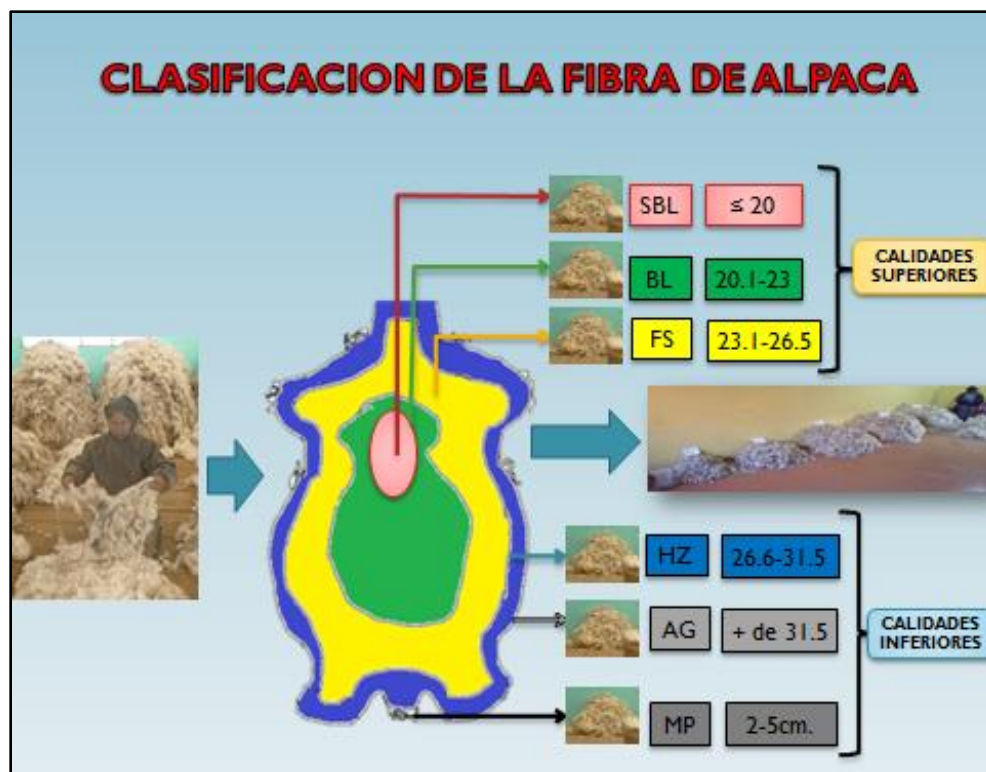 CLASIFICACION DE LA FIBRA DE ALPACA
SBL
≤ 20
BL
20.1-23
FS
23.1-26.5
CALIDADES
SUPERIORES
HZ
26.6-31.5
AG
+ de 31.5
MP
2-5cm.
CALIDADES
INFERIORES